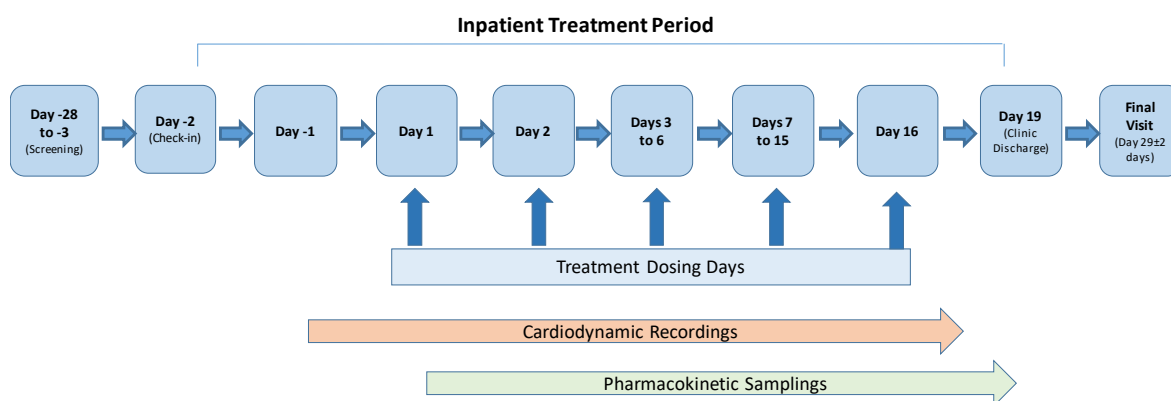 Inpatient Treatment Period
Day -28
to -3
(Screening)
Day -2
(Check-in)
Day -1
Day 1
Day 2
Days 3
to 6
Days 7
to 15
Day 16
Day 19
(Clinic
Discharge)
Final
Visit
(Day 29±2
days)
Treatment Dosing Days
Cardiodynamic Recordings
Pharmacokinetic Samplings